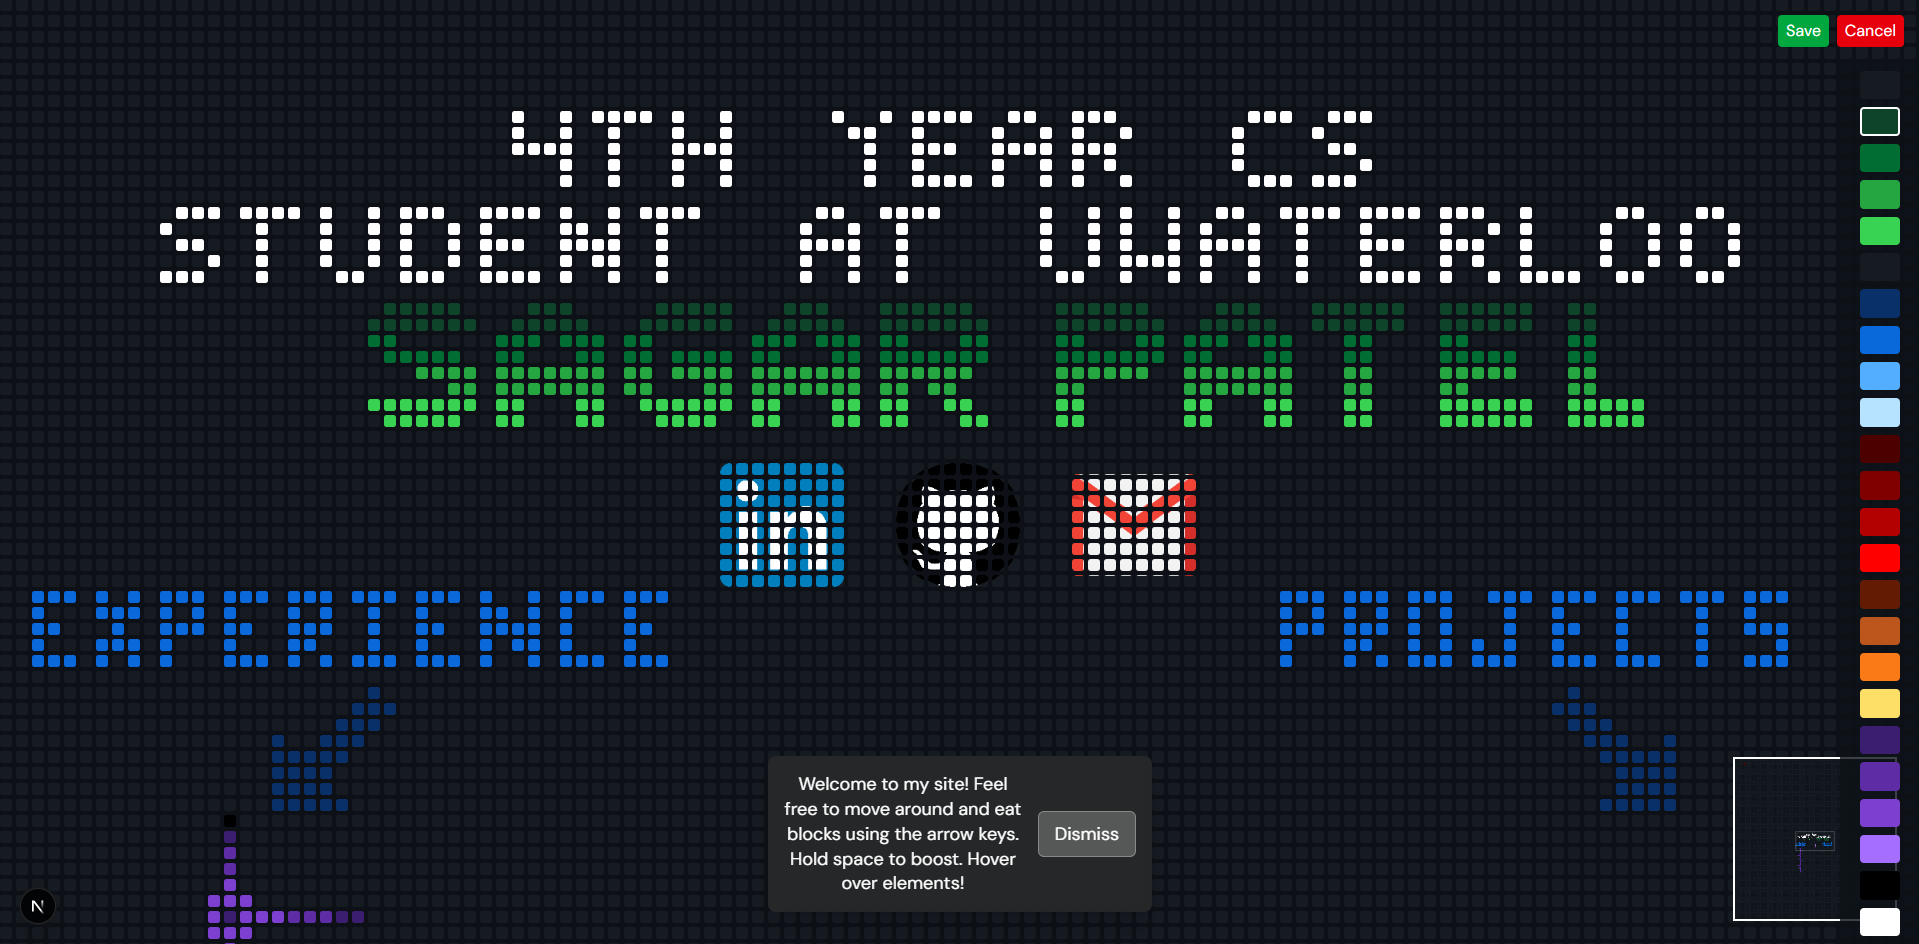 Save Cancel
4TH YEAR CS
STUDENT AT UWATERLOO
SAGAR PATEL
in
EXPERIENCE PROJECTS
Welcome to my site! Feel
free to move around and eat
blocks using the arrow keys.
Hold space to boost. Hover
over elements!
Dismiss
N